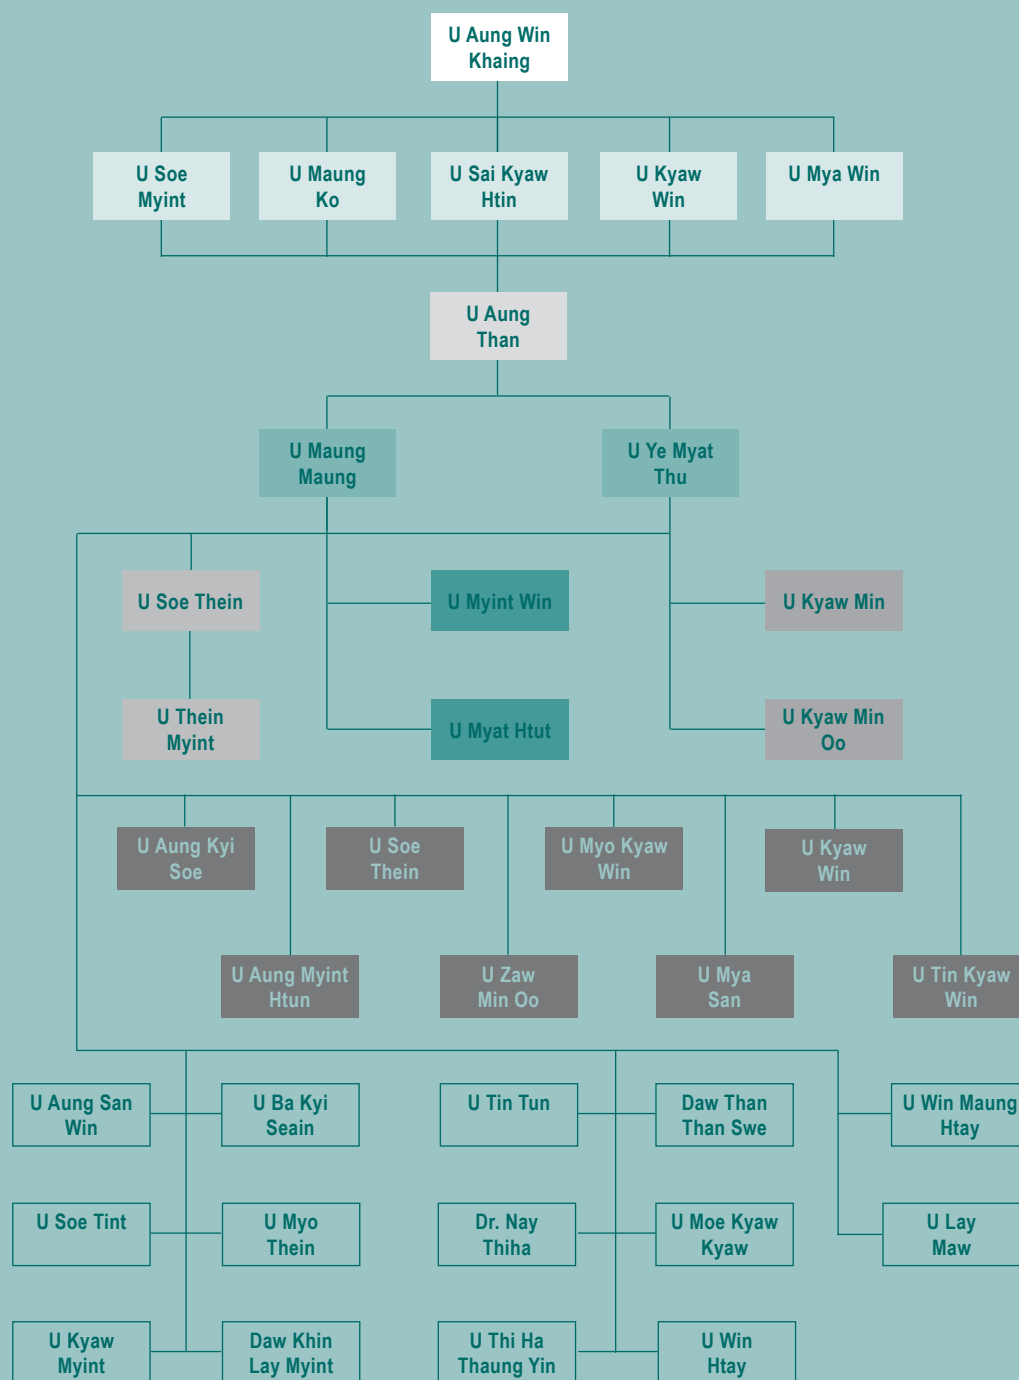 U Aung Win
Khaing
U Soe
Myint
U Maung
Ko
U Sai Kyaw
Htin
U Kyaw
Win
U Mya Win
U Aung
Than
U Maung
Maung
U Ye Myat
Thu
U Soe Thein
U Myint Win
U Kyaw Min
U Thein
Myint
U Myat Htut
U Kyaw Min
Oo
U Aung Kyi
Soe
U Soe
Thein
U Myo Kyaw
Win
U Kyaw
Win
U Aung Myint
Htun
U Zaw
Min Oo
U Mya
San
U Tin Kyaw
Win
U Aung San
Win
U Ba Kyi
Seain
U Tin Tun
Daw Than
Than Swe
U Win Maung
Htay
U Soe Tint
U Myo
Thein
Dr. Nay
Thiha
U Moe Kyaw
Kyaw
U Lay
Maw
U Kyaw
Myint
Daw Khin
Lay Myint
U Thi Ha
Thaung Yin
U Win
Htay